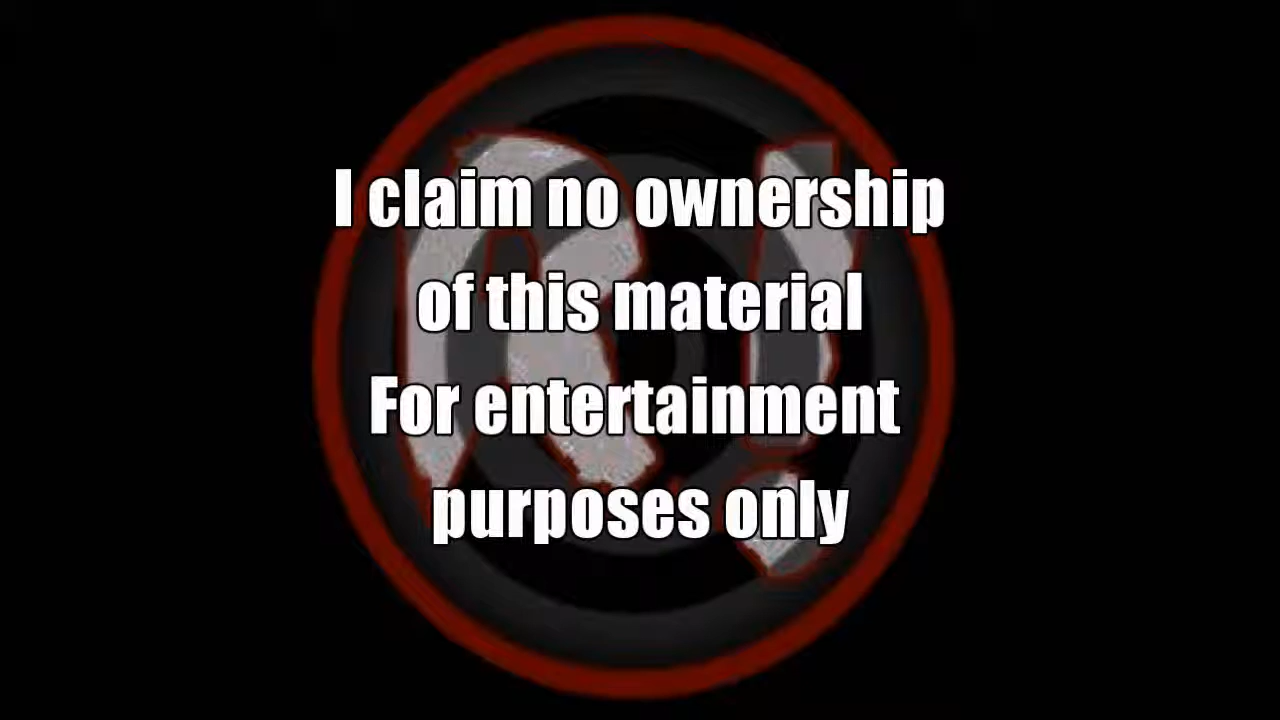 I claim no ownership
of this material
For entertainment
purposes only
R!